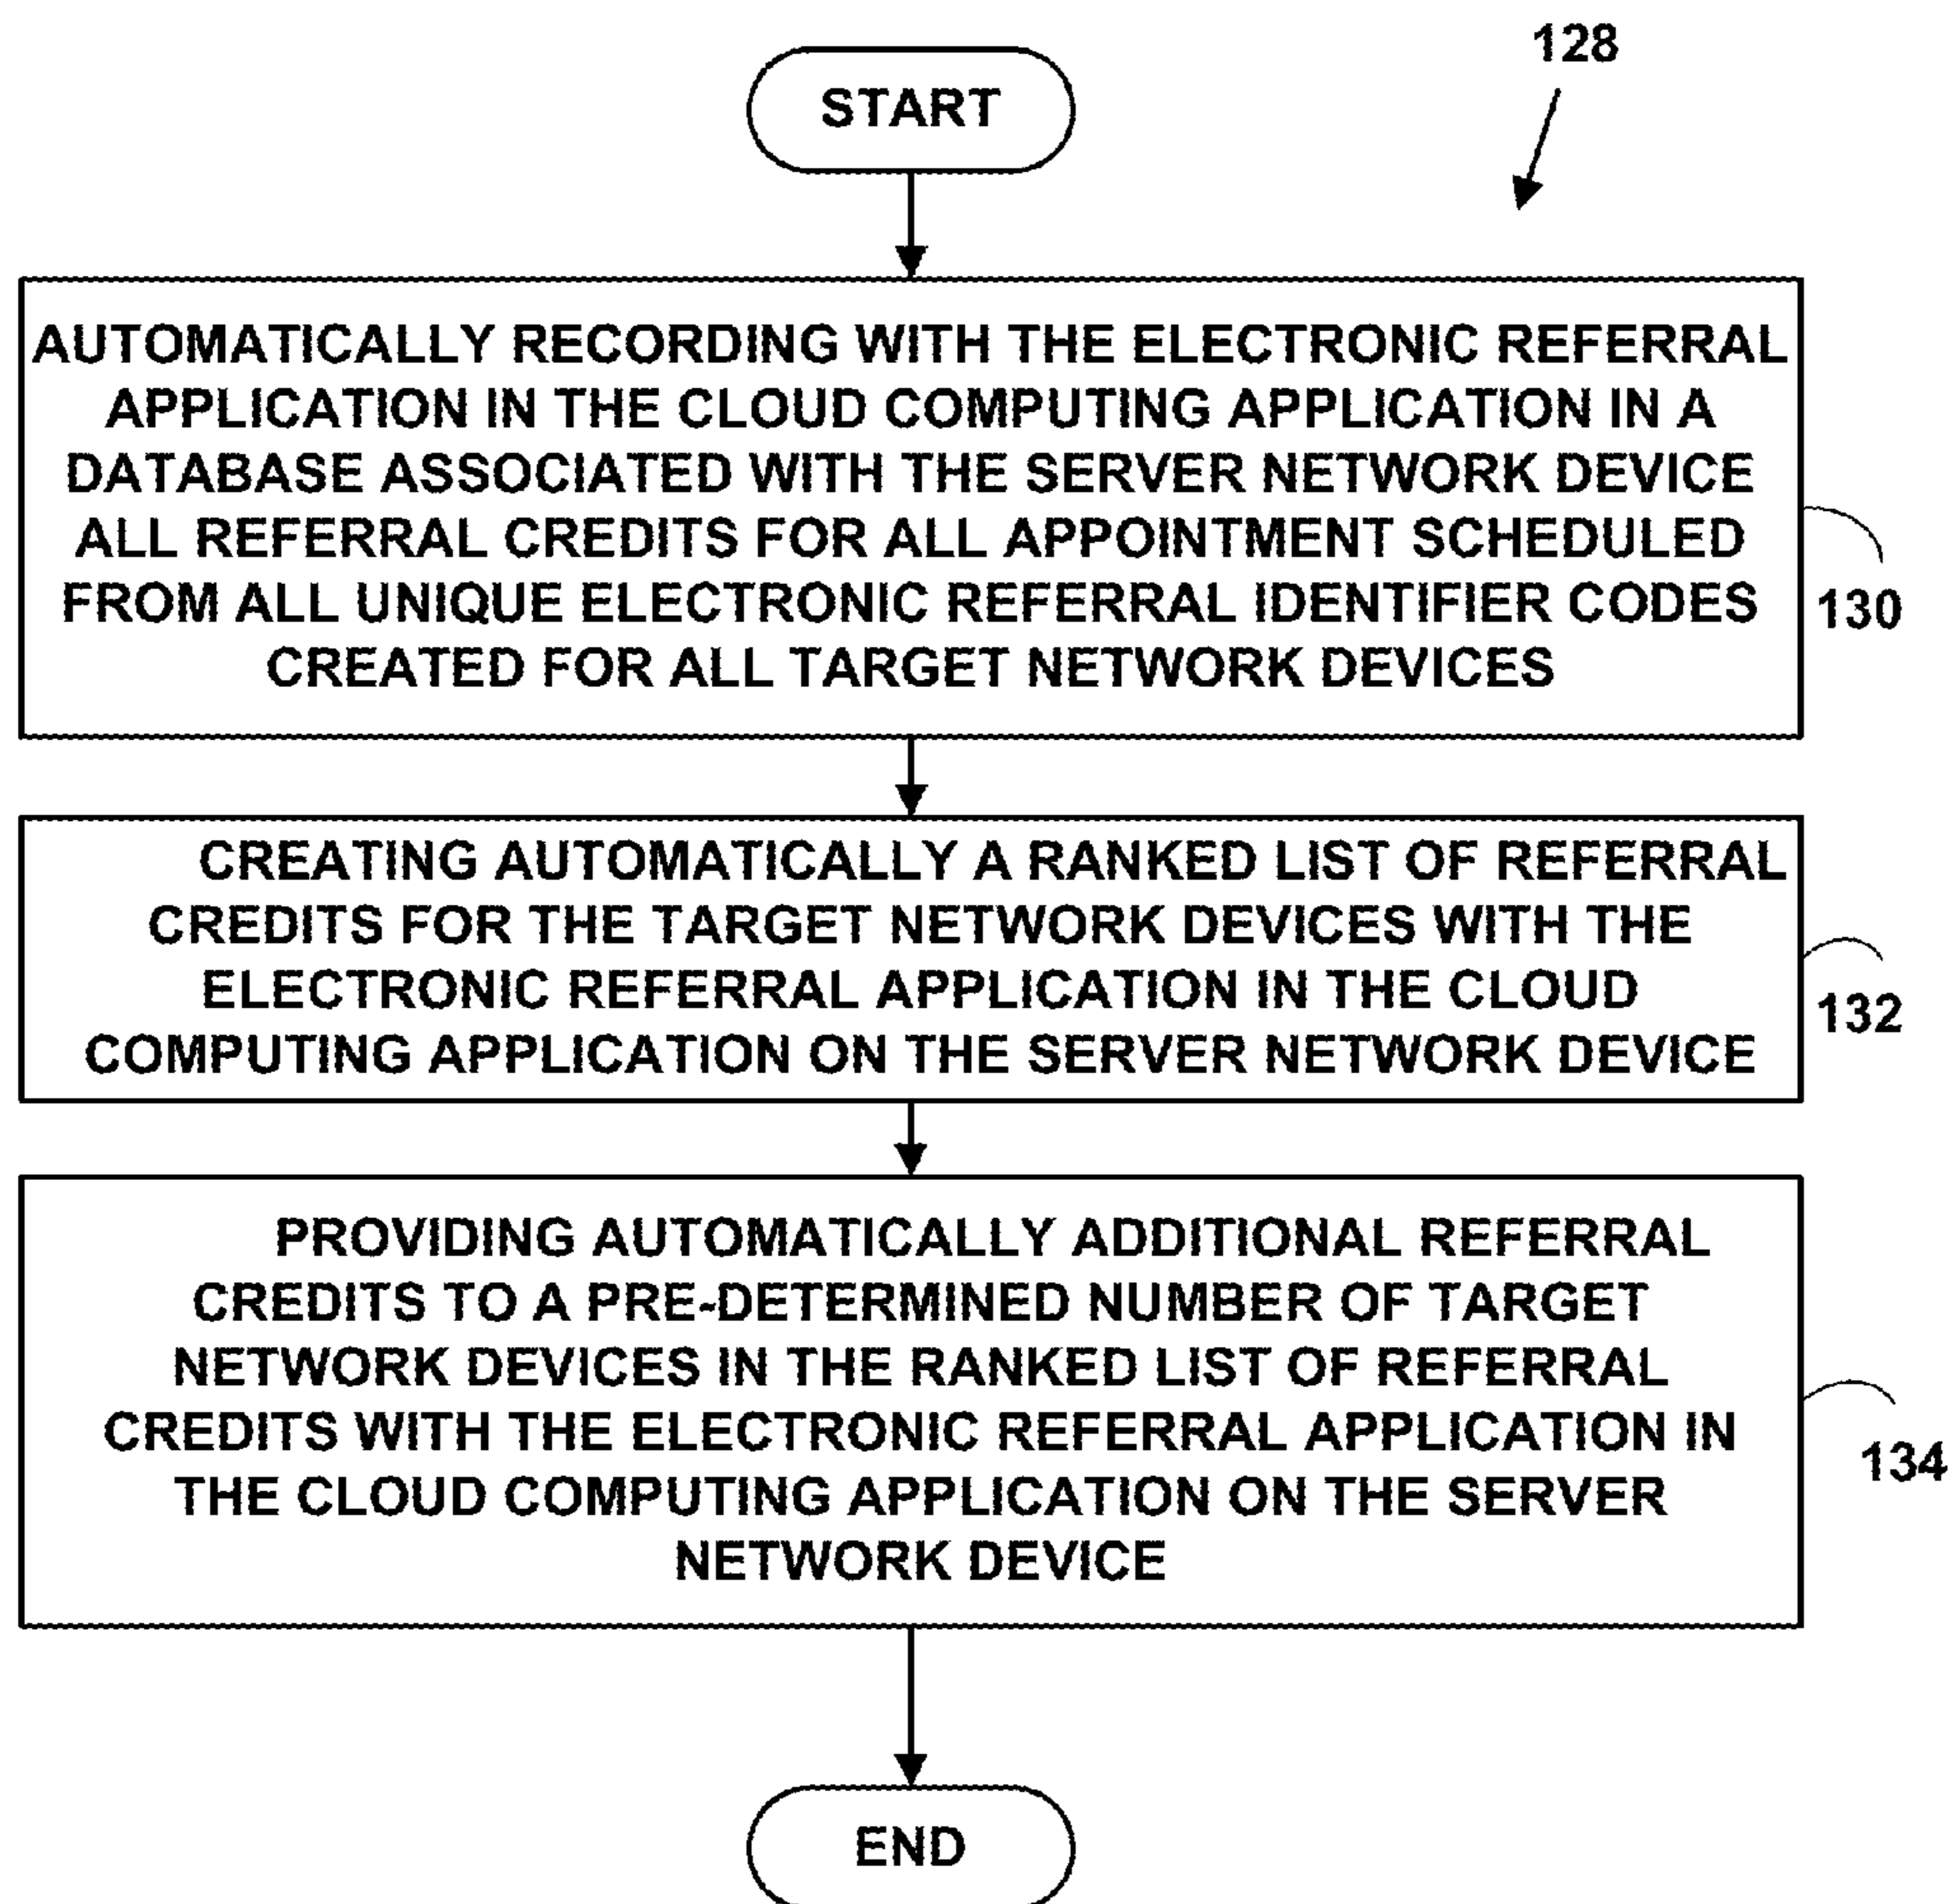 128
START
AUTOMATICALLY RECORDING WITH THE ELECTRONIC REFERRAL
APPLICATION IN THE CLOUD COMPUTING APPLICATION IN A
DATABASE ASSOCIATED WITH THE SERVER NETWORK DEVICE
ALL REFERRAL CREDITS FOR ALL APPOINTMENT SCHEDULED
FROM ALL UNIQUE ELECTRONIC REFERRAL IDENTIFIER CODES
CREATED FOR ALL TARGET NETWORK DEVICES
130
CREATING AUTOMATICALLY A RANKED LIST OF REFERRAL
CREDITS FOR THE TARGET NETWORK DEVICES WITH THE
ELECTRONIC REFERRAL APPLICATION IN THE CLOUD
COMPUTING APPLICATION ON THE SERVER NETWORK DEVICE
132
PROVIDING AUTOMATICALLY ADDITIONAL REFERRAL
CREDITS TO A PRE-DETERMINED NUMBER OF TARGET
NETWORK DEVICES IN THE RANKED LIST OF REFERRAL
CREDITS WITH THE ELECTRONIC REFERRAL APPLICATION IN
THE CLOUD COMPUTING APPLICATION ON THE SERVER
NETWORK DEVICE
134
END